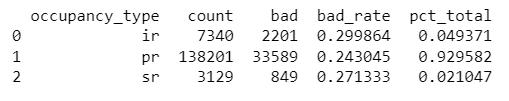 occupancy_type count bad bad_rate pct_total
0 ir 7340 2201 0.299864 0.049371
1 pr 138201 33589 0.243045 0.929582
2 sr 3129 849 0.271333 0.021047